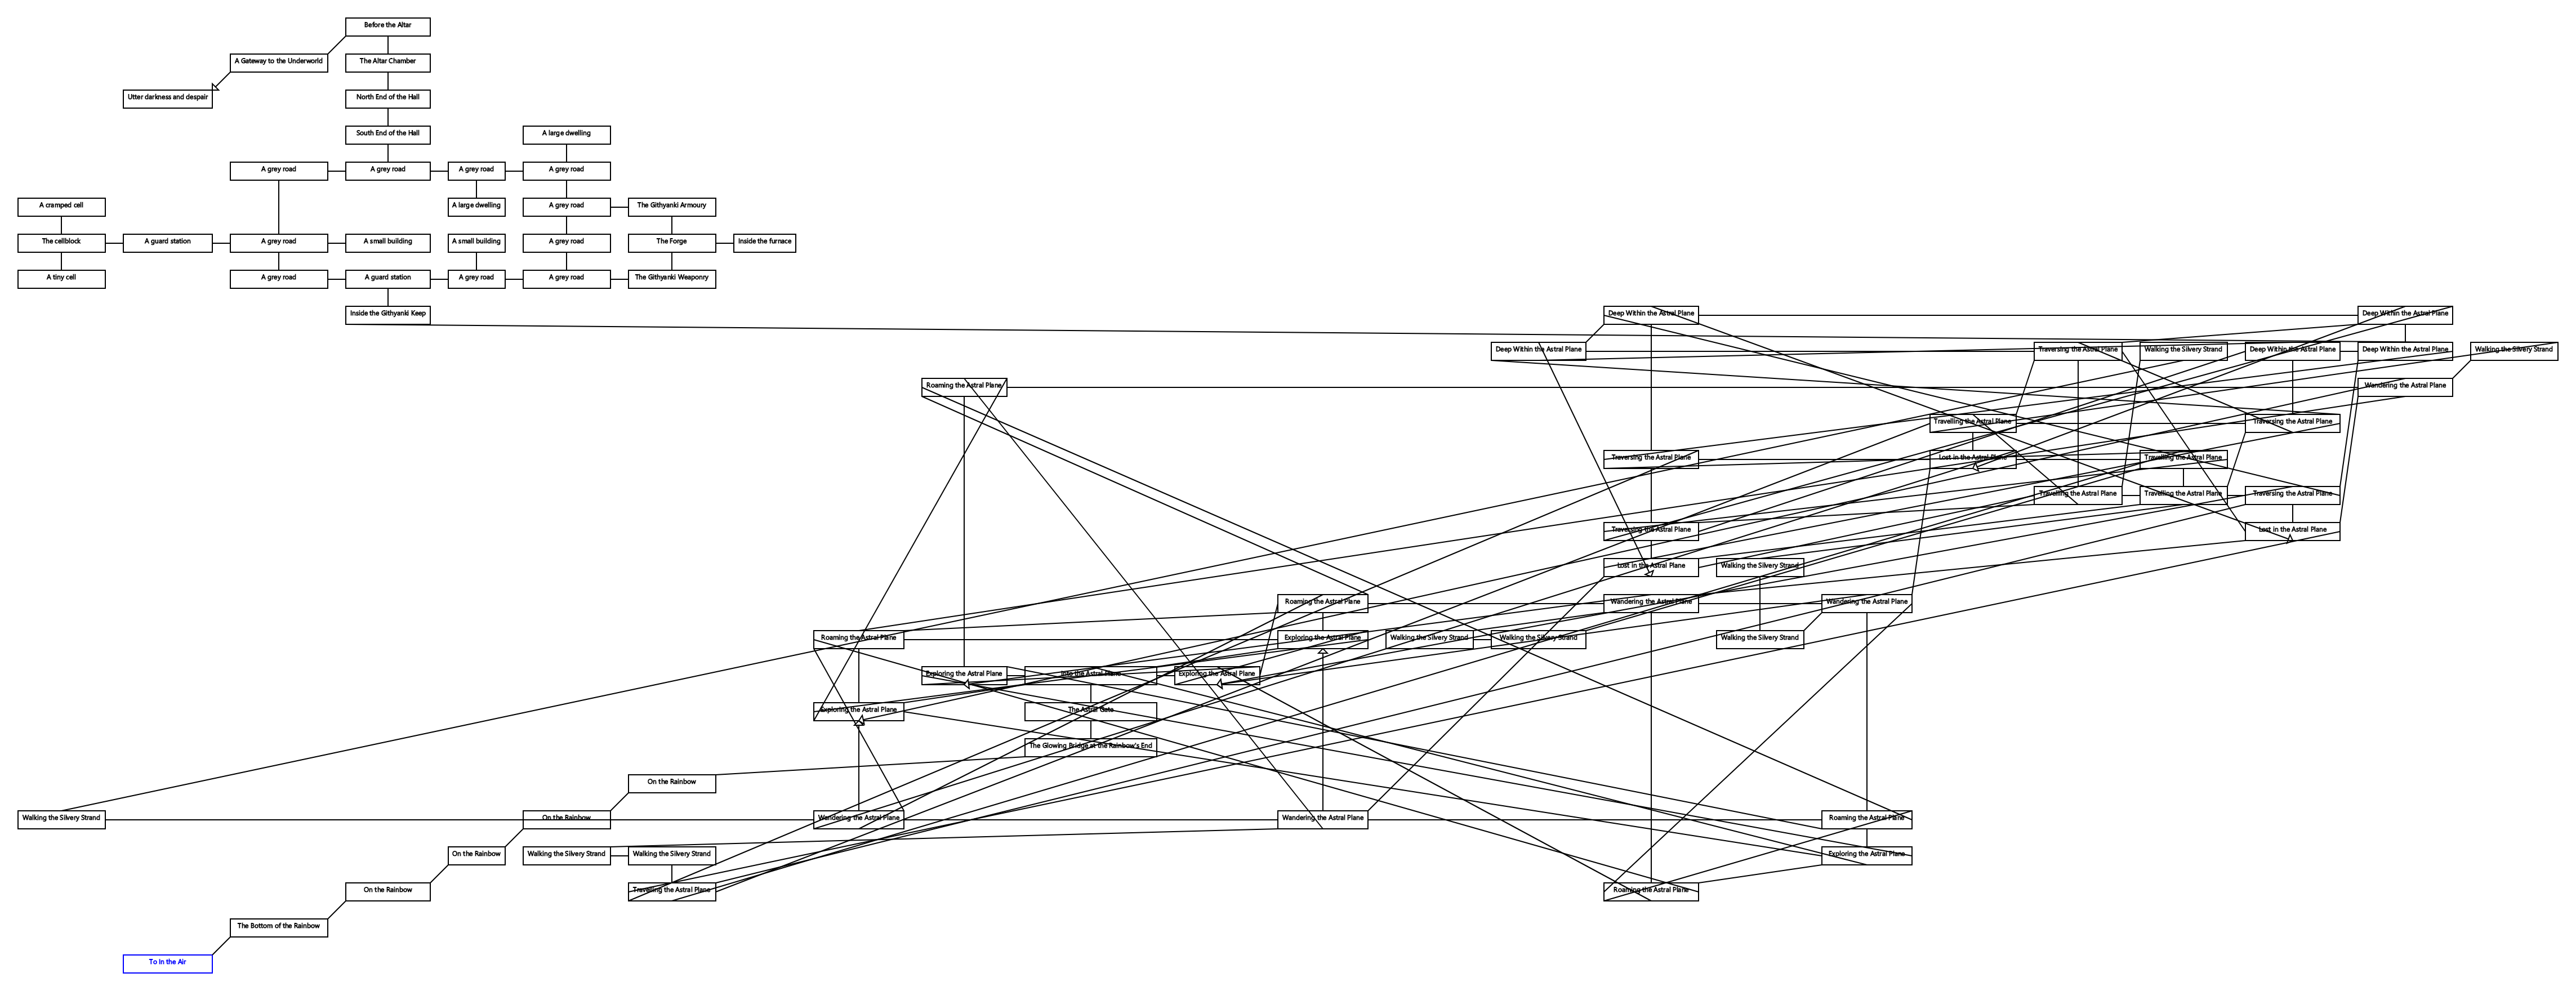 Before the Altar
A Gateway to the Underworld
The Altar Chamber
Utter darkness and despair
North End of the Hall
South End of the Hall
A large dwelling
A grey road
A grey road
A grey road
A grey road
A cramped cell
A large dwelling
A grey road
The Githyanki Armoury
The cellblock
A guard station
A grey road
A small building
A small building
A grey road
The Forge
Inside the furnace
A tiny cell
A grey road
A guard station
A grey road
A grey road
The Githyanki Weaponry
Inside the Githyanki Keep
Deep Within the Astral Plane
Deep Within the Astral Plane
Deep Within the Astral Plane
Traversing the Astral Plane
Walking the Silvery Strand
Deep Within the Astral Plane
Deep Within the Astral Plane
Walking the Silvery Strand
Roaming the Astral Plane
Wandering the Astral Plane
Travelling the Astral Plane
Traversing the Astral Plane
Traversing the Astral Plane
Lost in the Astral Plane
Travelling the Astral Plane
Travelling the Astral Plane
Travelling the Astral Plane
Traversing the Astral Plane
Traversing the Astral Plane
Lost in the Astral Plane
Lost in the Astral Plane
Walking the Silvery Strand
Roaming the Astral Plane
Wandering the Astral Plane
Wandering the Astral Plane
Roaming the Astral Plane
Exploring the Astral Plane
Walking the Silvery Strand
Walking the Silvery Strand
Walking the Silvery Strand
Exploring the Astral Plane
Into the Astral Plane
Exploring the Astral Plane
Exploring the Astral Plane
The Astral Gate
The Glowing Bridge at the Rainbow's End
On the Rainbow
Walking the Silvery Strand
On the Rainbow
Wandering the Astral Plane
Wandering the Astral Plane
Roaming the Astral Plane
On the Rainbow
Walking the Silvery Strand
Walking the Silvery Strand
Exploring the Astral Plane
On the Rainbow
Travelling the Astral Plane
Roaming the Astral Plane
The Bottom of the Rainbow
To In the Air